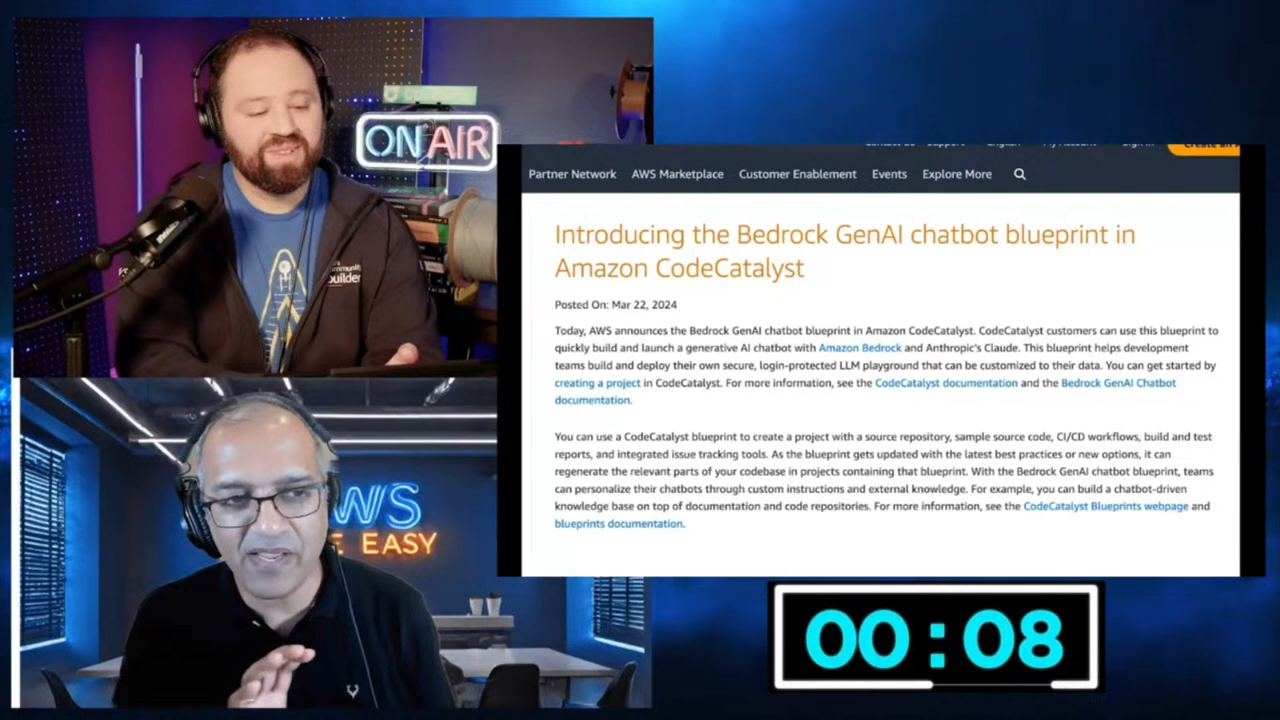 ON AIR
Community
Builder
AWS
EASY
Partner Network AWS Marketplace Customer Enablement Events Explore More
Introducing the Bedrock GenAI chatbot blueprint in
Amazon CodeCatalyst
Posted On: Mar 22, 2024
Today, AWS announces the Bedrock GenAI chatbot blueprint in Amazon CodeCatalyst. CodeCatalyst customers can use this blueprint to
quickly build and launch a generative AI chatbot with Amazon Bedrock and Anthropic's Claude. This blueprint helps development
teams build and deploy their own secure, login-protected LLM playground that can be customized to their data. You can get started by
creating a project in CodeCatalyst. For more information, see the CodeCatalyst documentation and the Bedrock GenAI Chatbot
documentation.
You can use a CodeCatalyst blueprint to create a project with a source repository, sample source code, CI/CD workflows, build and test
reports, and integrated issue tracking tools. As the blueprint gets updated with the latest best practices or new options, it can
regenerate the relevant parts of your codebase in projects containing that blueprint. With the Bedrock GenAI chatbot blueprint, teams
can personalize their chatbots through custom instructions and external knowledge. For example, you can build a chatbot-driven
knowledge base on top of documentation and code repositories. For more information, see the CodeCatalyst Blueprints webpage and
blueprints documentation.
00:08